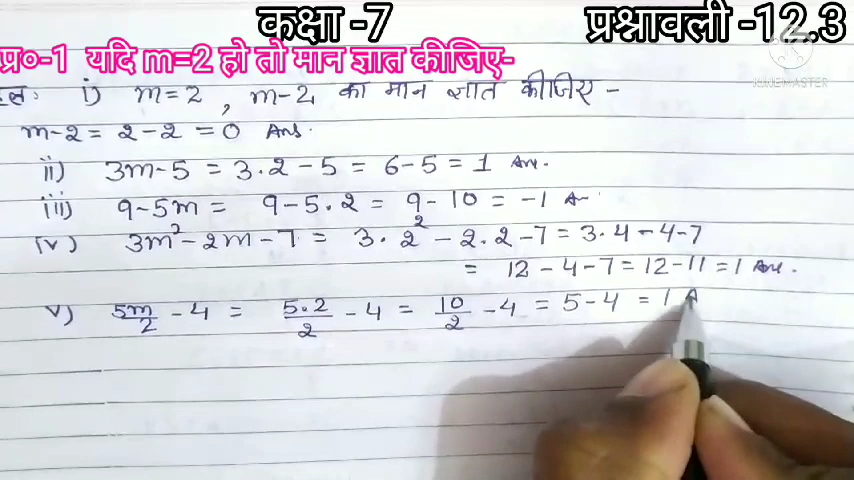 कक्षा -7 प्रश्नावली -12.3
KINEMASTER
प्र०-1 यदि m=2 हो तो मान ज्ञात कीजिए-
हल: i) m=2, m-2 का मान ज्ञात कीजिए -
m-2 = 2-2 = 0 Ans.
ii) 3m-5 = 3.2-5 = 6-5 = 1 An.
iii) 9-5m = 9-5.2 = 9-10 = -1 A
iv) 3m²-2m-7 = 3.2²-2.2-7 = 3.4-4-7
= 12-4-7 = 12-11 = 1 Ans.
v) 5m/2 - 4 = 5.2/2 - 4 = 10/2 - 4 = 5-4 = 1 A